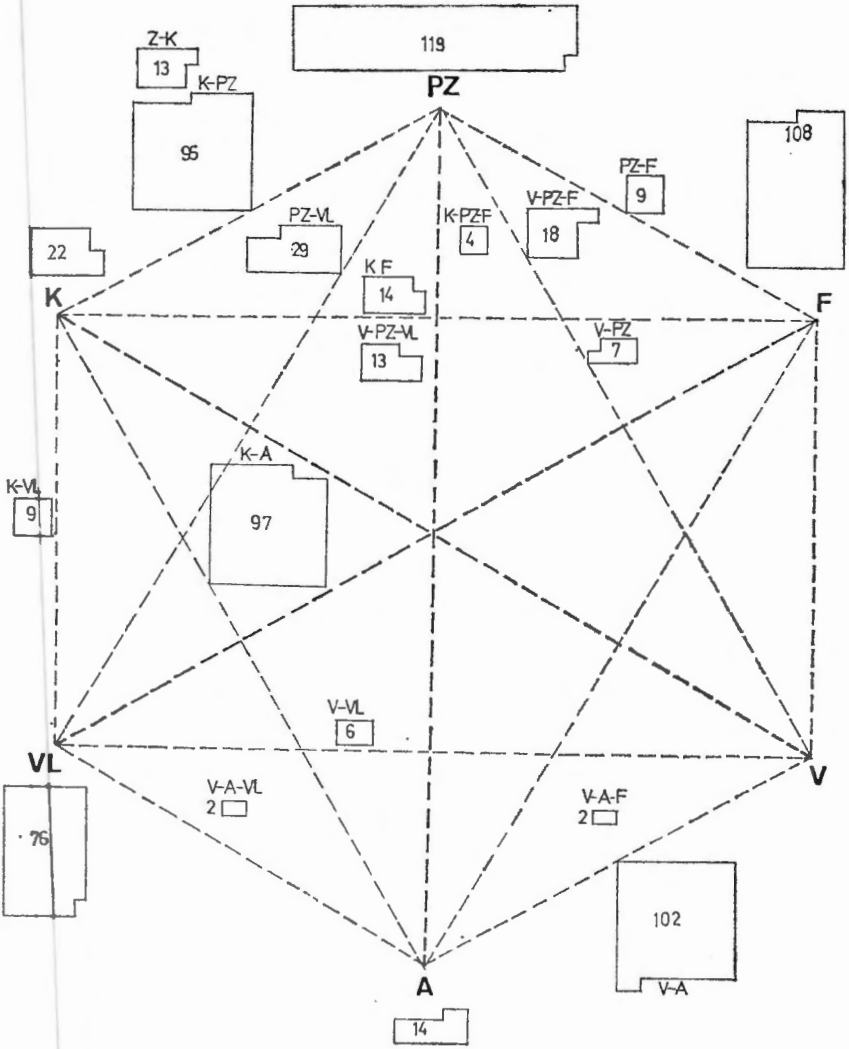 119
PZ
Z-K
13
K-PZ
95
108
PZ-F
9
V-PZ-F
18
K-PZ-F
4
PZ-VL
29
22
K
K F
14
F
V-PZ-VL
13
V-PZ
7
K-A
97
K-VL
9
V-VL
6
VL
V
V-A-VL
2
V-A-F
2
76
102
V-A
A
14